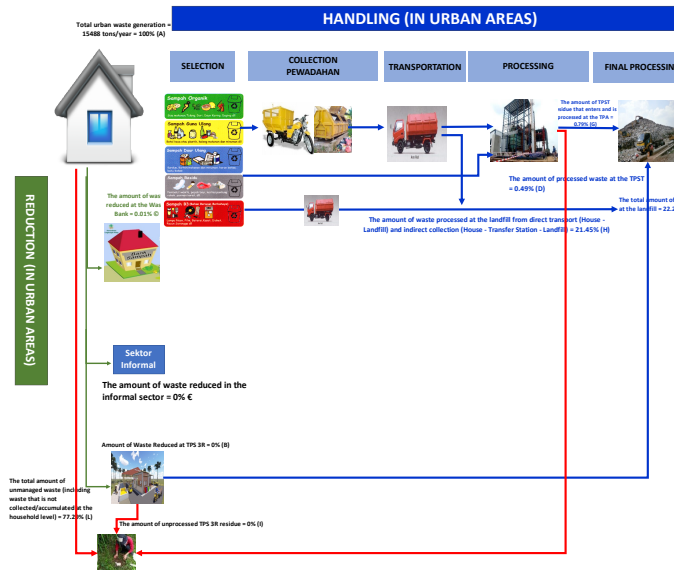 HANDLING (IN URBAN AREAS)
Total urban waste generation =
15488 tons/year = 100% (A)
SELECTION
COLLECTION
PEWADAHAN
TRANSPORTATION
PROCESSING
FINAL PROCESSIN
Sampah Organik
Sampah Guna Ulang
Sampah Daur Ulang
Sampah Residu
Sampah B3
The amount of TPST
sidue that enters and is
processed at the TPA =
0.79% (G)
The amount of processed waste at the TPST
= 0.49% (D)
The total amount of
at the landfill = 22.2
The amount of waste processed at the landfill from direct transport (House -
Landfill) and indirect collection (House - Transfer Station - Landfill) = 21.45% (H)
REDUCTION (IN URBAN AREAS)
The amount of was
reduced at the Was
Bank = 0.01% ©
Bank
Sampah
Sektor
Informal
The amount of waste reduced in the
informal sector = 0% €
Amount of Waste Reduced at TPS 3R = 0% (B)
The total amount of
unmanaged waste (including
waste that is not
collected/accumulated at the
household level) = 77.29% (L)
The amount of unprocessed TPS 3R residue = 0% (I)